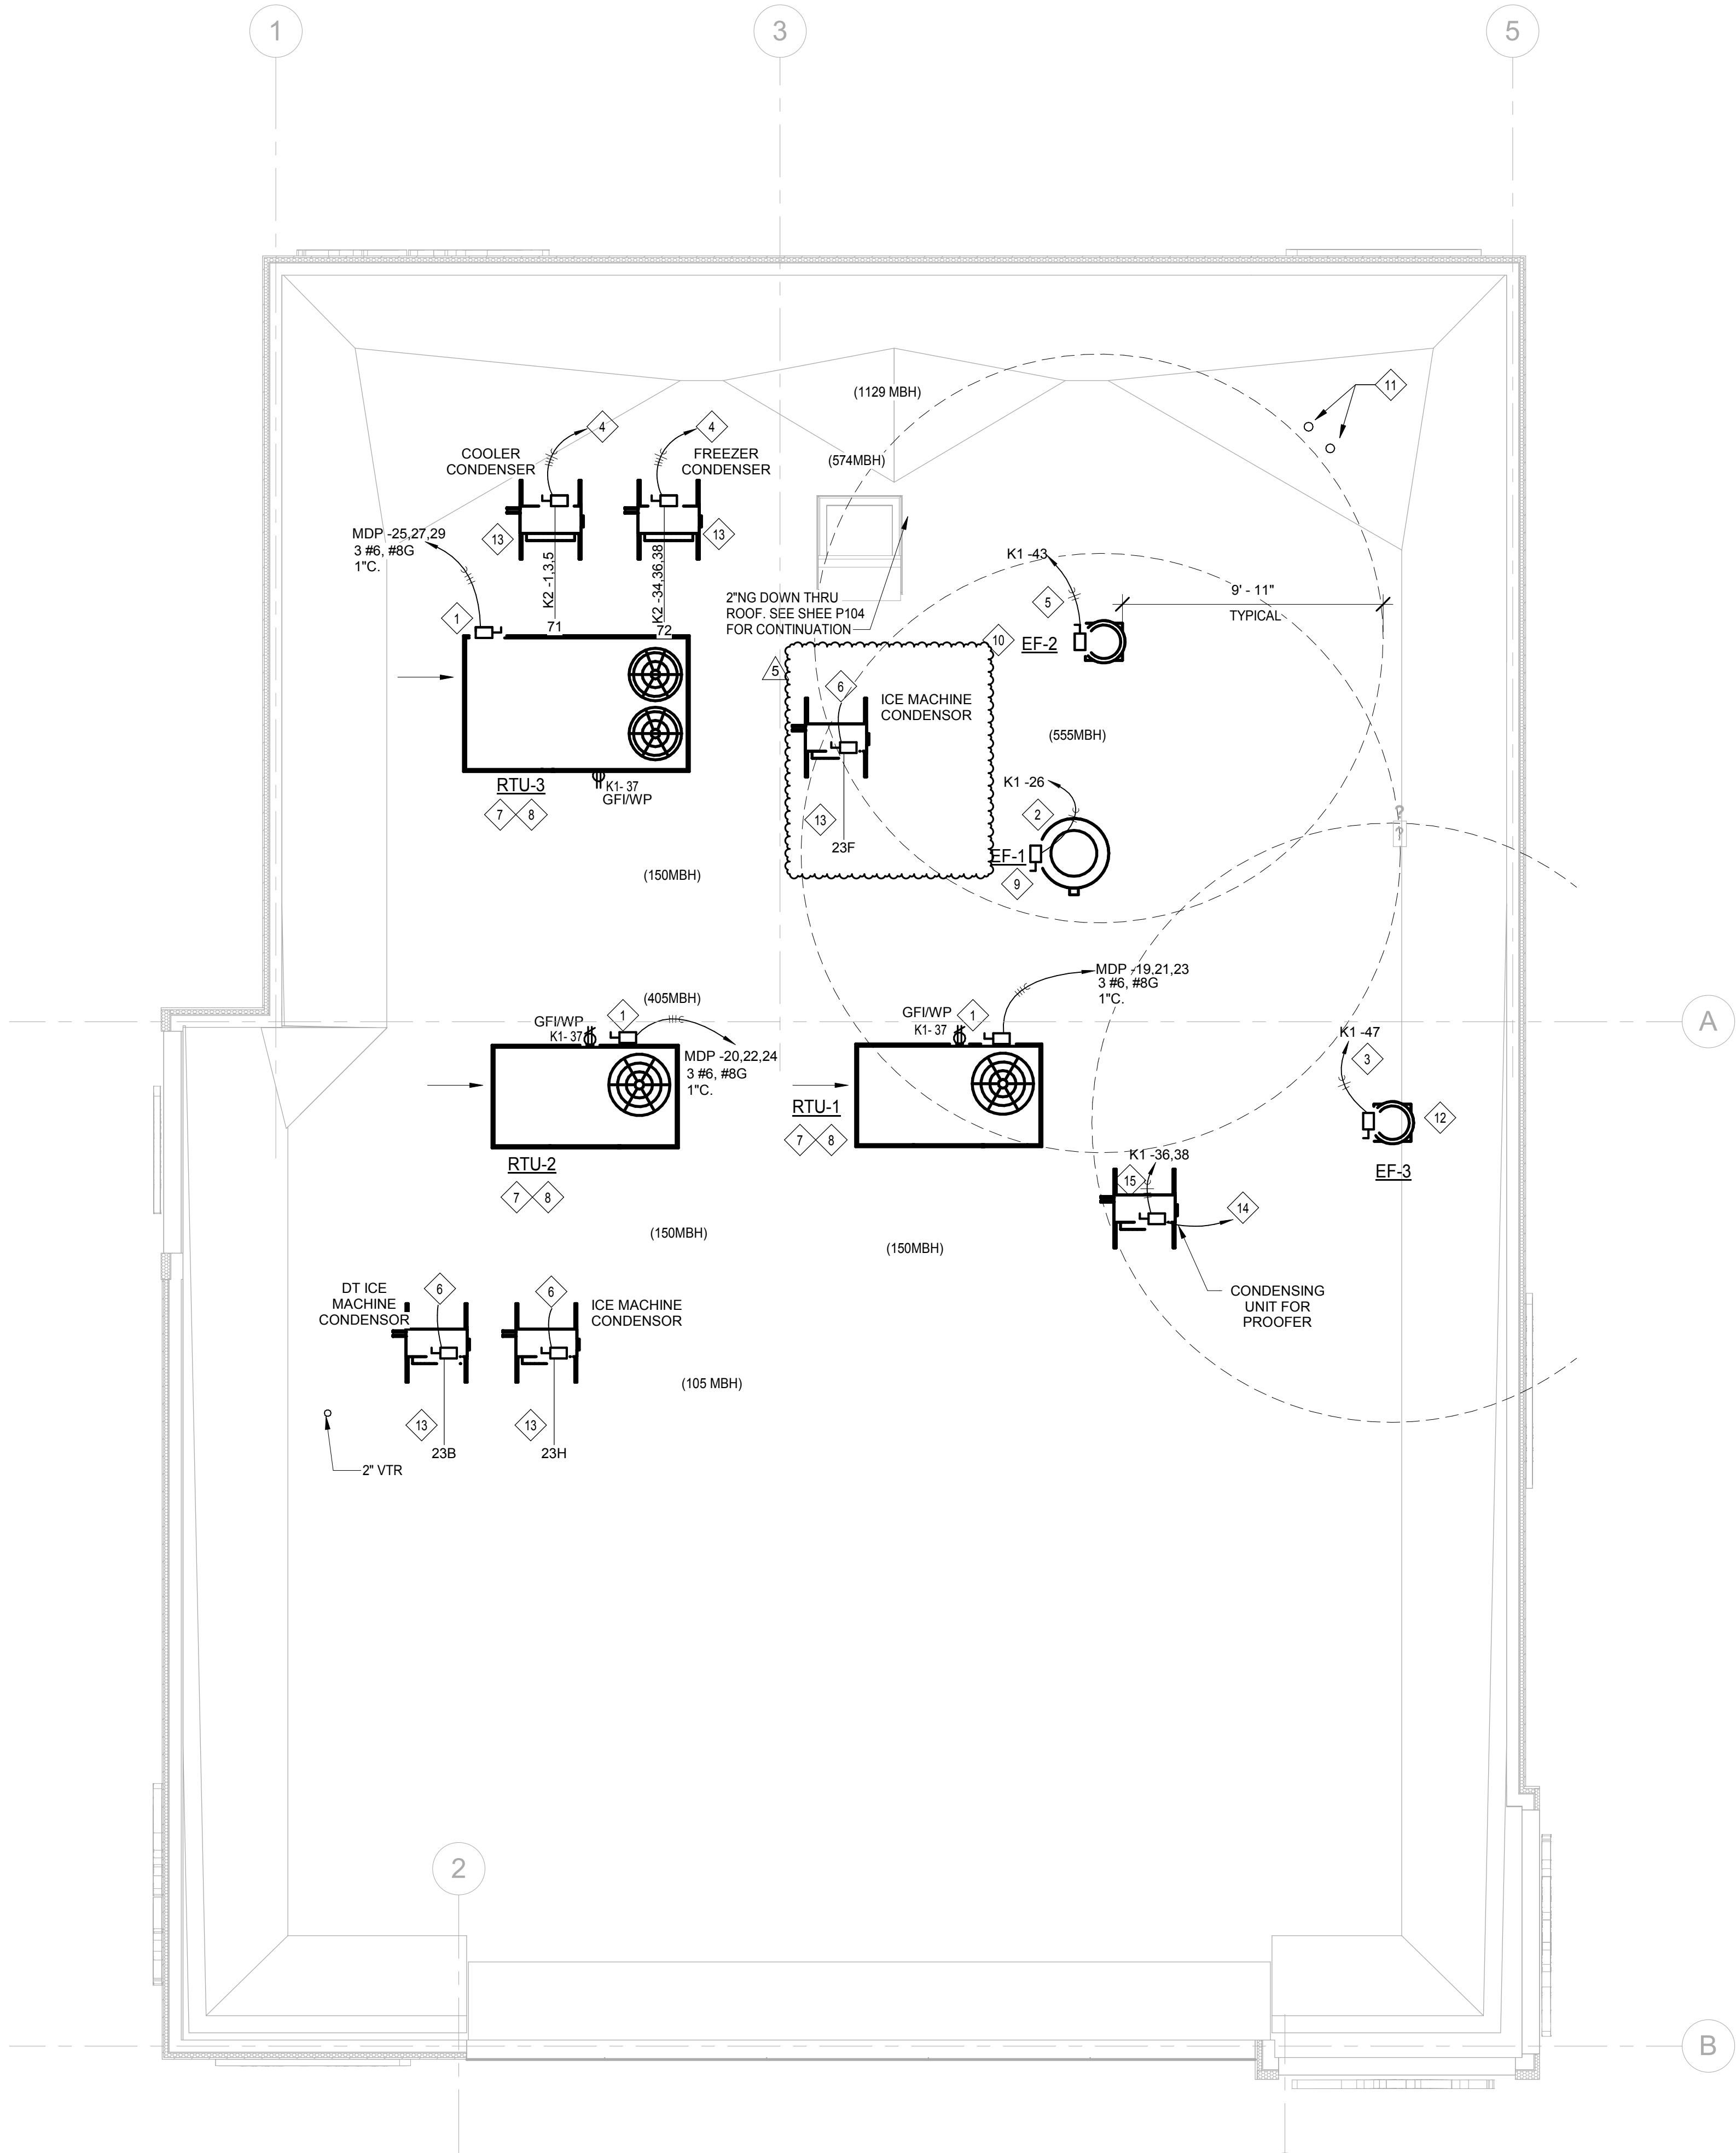 1
3
5
(1129 MBH)
11
4
4
COOLER
CONDENSER
FREEZER
CONDENSER
(574MBH)
13
13
MDP -25,27,29
3 #6, #8G
1"C.
K2 -1,3,5
K2 -34,36,38
K1 -43
5
9' - 11"
TYPICAL
2"NG DOWN THRU
ROOF. SEE SHEE P104
FOR CONTINUATION
1
71
72
10
EF-2
5
6
ICE MACHINE
CONDENSOR
(555MBH)
RTU-3
K1- 37
GFI/WP
7
8
13
23F
K1 -26
2
EF-1
9
(150MBH)
MDP -19,21,23
3 #6, #8G
1"C.
(405MBH)
GFI/WP
K1- 37
1
GFI/WP
K1- 37
1
A
K1 -47
3
MDP -20,22,24
3 #6, #8G
1"C.
RTU-1
7
8
12
RTU-2
EF-3
K1 -36,38
15
7
8
14
(150MBH)
(150MBH)
DT ICE
MACHINE
CONDENSOR
6
6
ICE MACHINE
CONDENSOR
CONDENSING
UNIT FOR
PROOFER
(105 MBH)
13
13
23B
23H
2" VTR
2
B